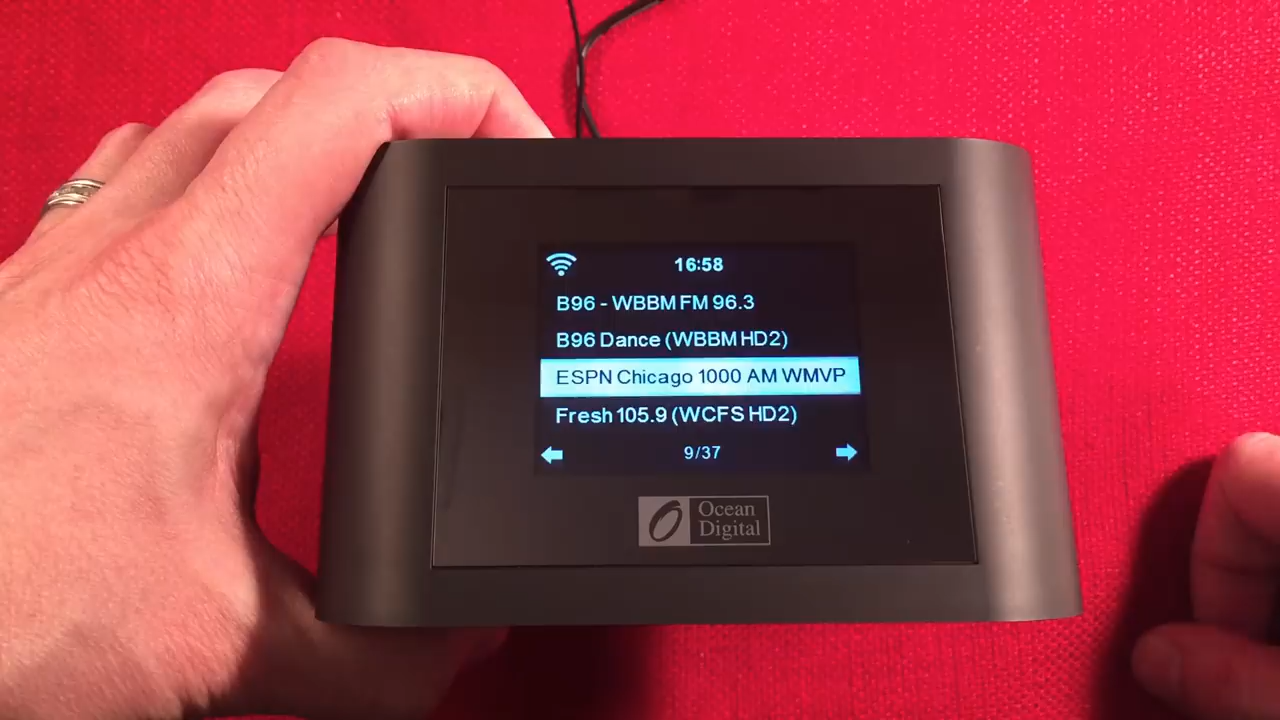 16:58
B96 - WBBM FM 96.3
B96 Dance (WBBM HD2)
ESPN Chicago 1000 AM WMVP
Fresh 105.9 (WCFS HD2)
9/37
Ocean
Digital